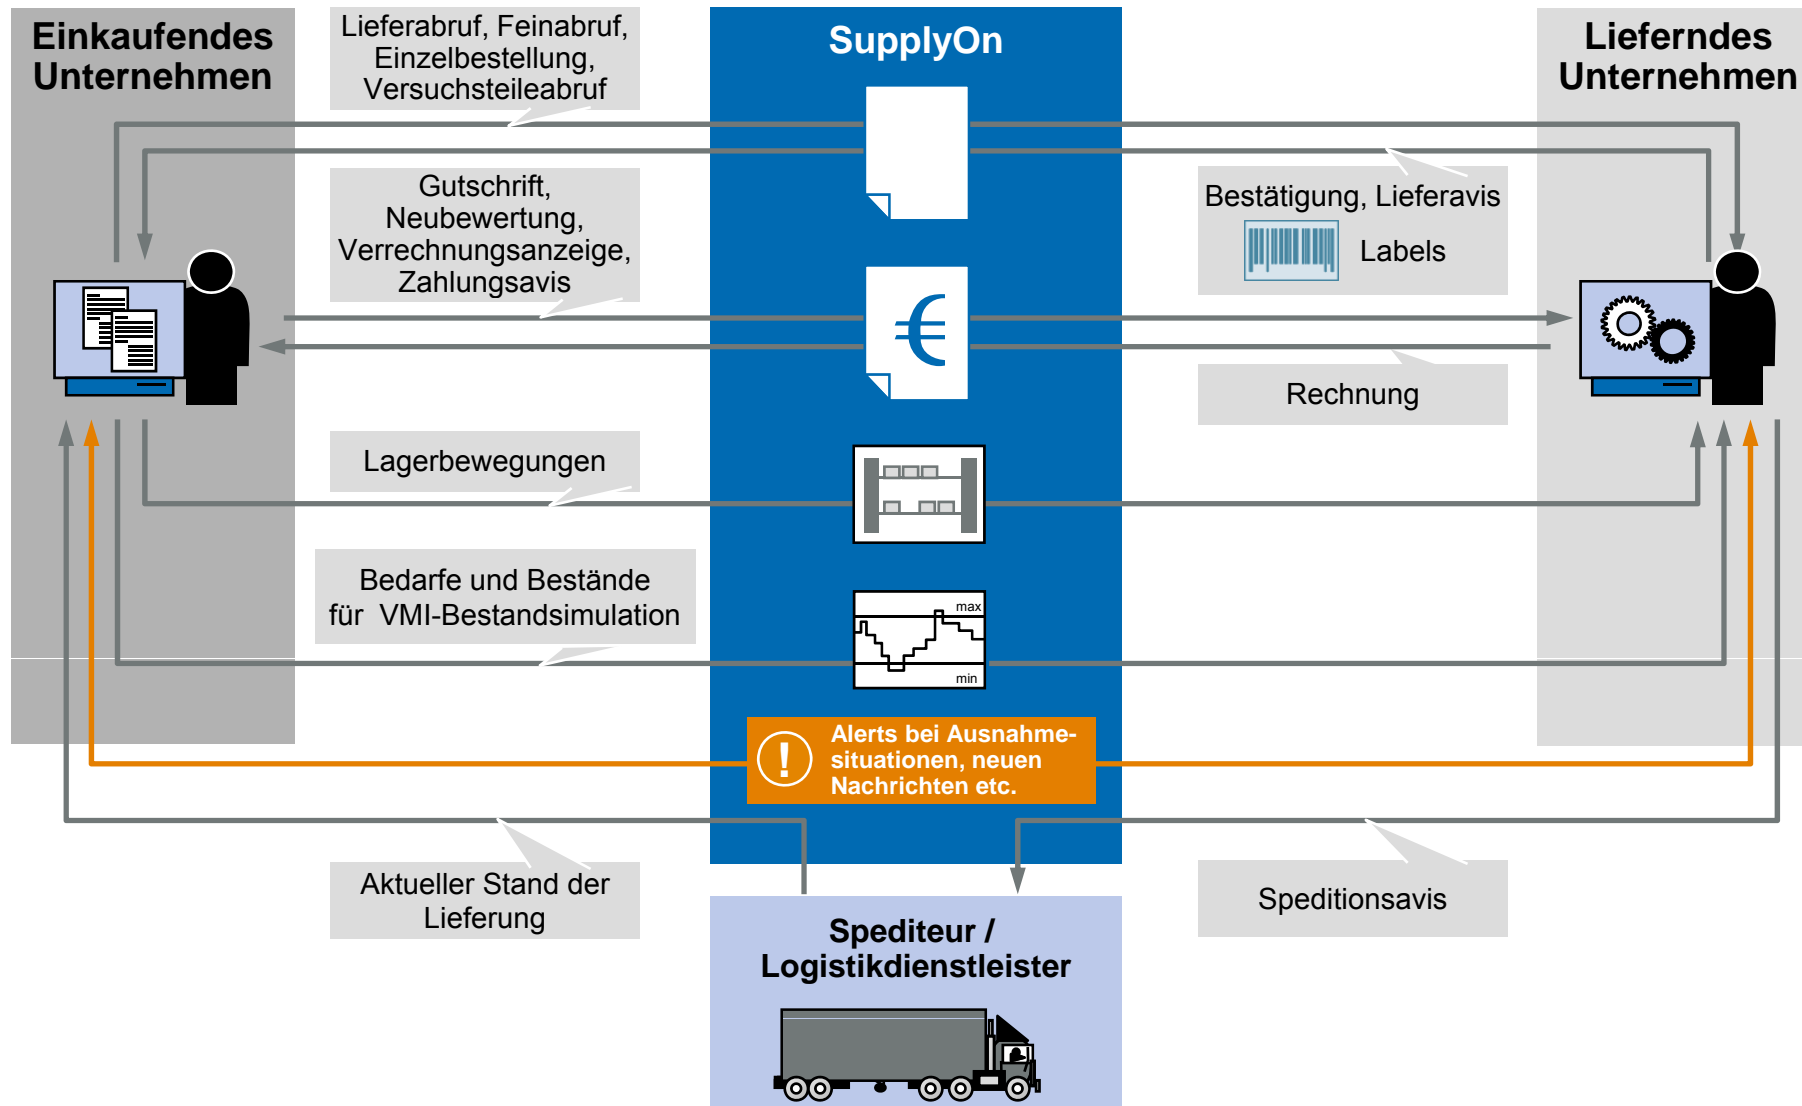 Einkaufendes
Unternehmen
Lieferabruf, Feinabruf,
Einzelbestellung,
Versuchsteileabruf
SupplyOn
Lieferndes
Unternehmen
Gutschrift,
Neubewertung,
Verrechnungsanzeige,
Zahlungsavis
Bestätigung, Lieferavis
Labels
€
Rechnung
Lagerbewegungen
Bedarfe und Bestände
für VMI-Bestandsimulation
max
min
!
Alerts bei Ausnahme-
situationen, neuen
Nachrichten etc.
Aktueller Stand der
Lieferung
Speditionsavis
Spediteur /
Logistikdienstleister